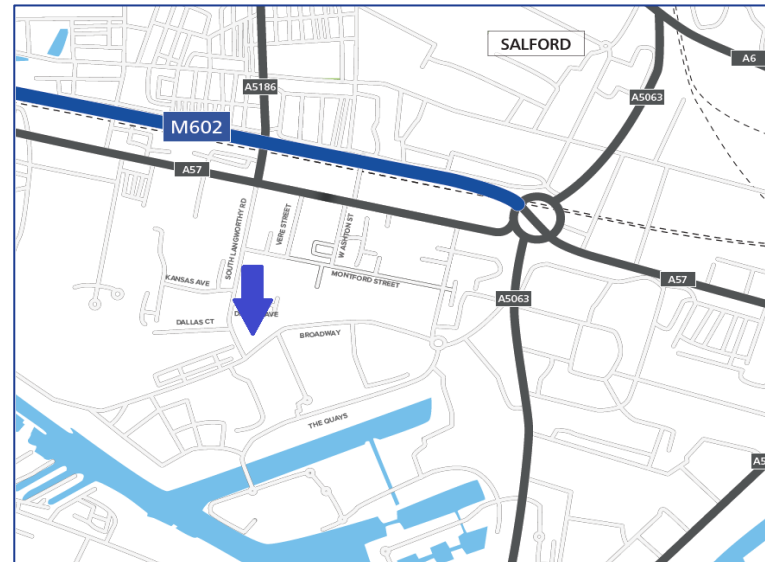 SALFORD
A6
A5186
A5063
M602
A57
SOUTH LANGWORTHY RD
VERE STREET
W ASHTON ST
KANSAS AVE
MONTFORD STREET
A57
A5063
DALLAS CT
AVE
BROADWAY
THE QUAYS